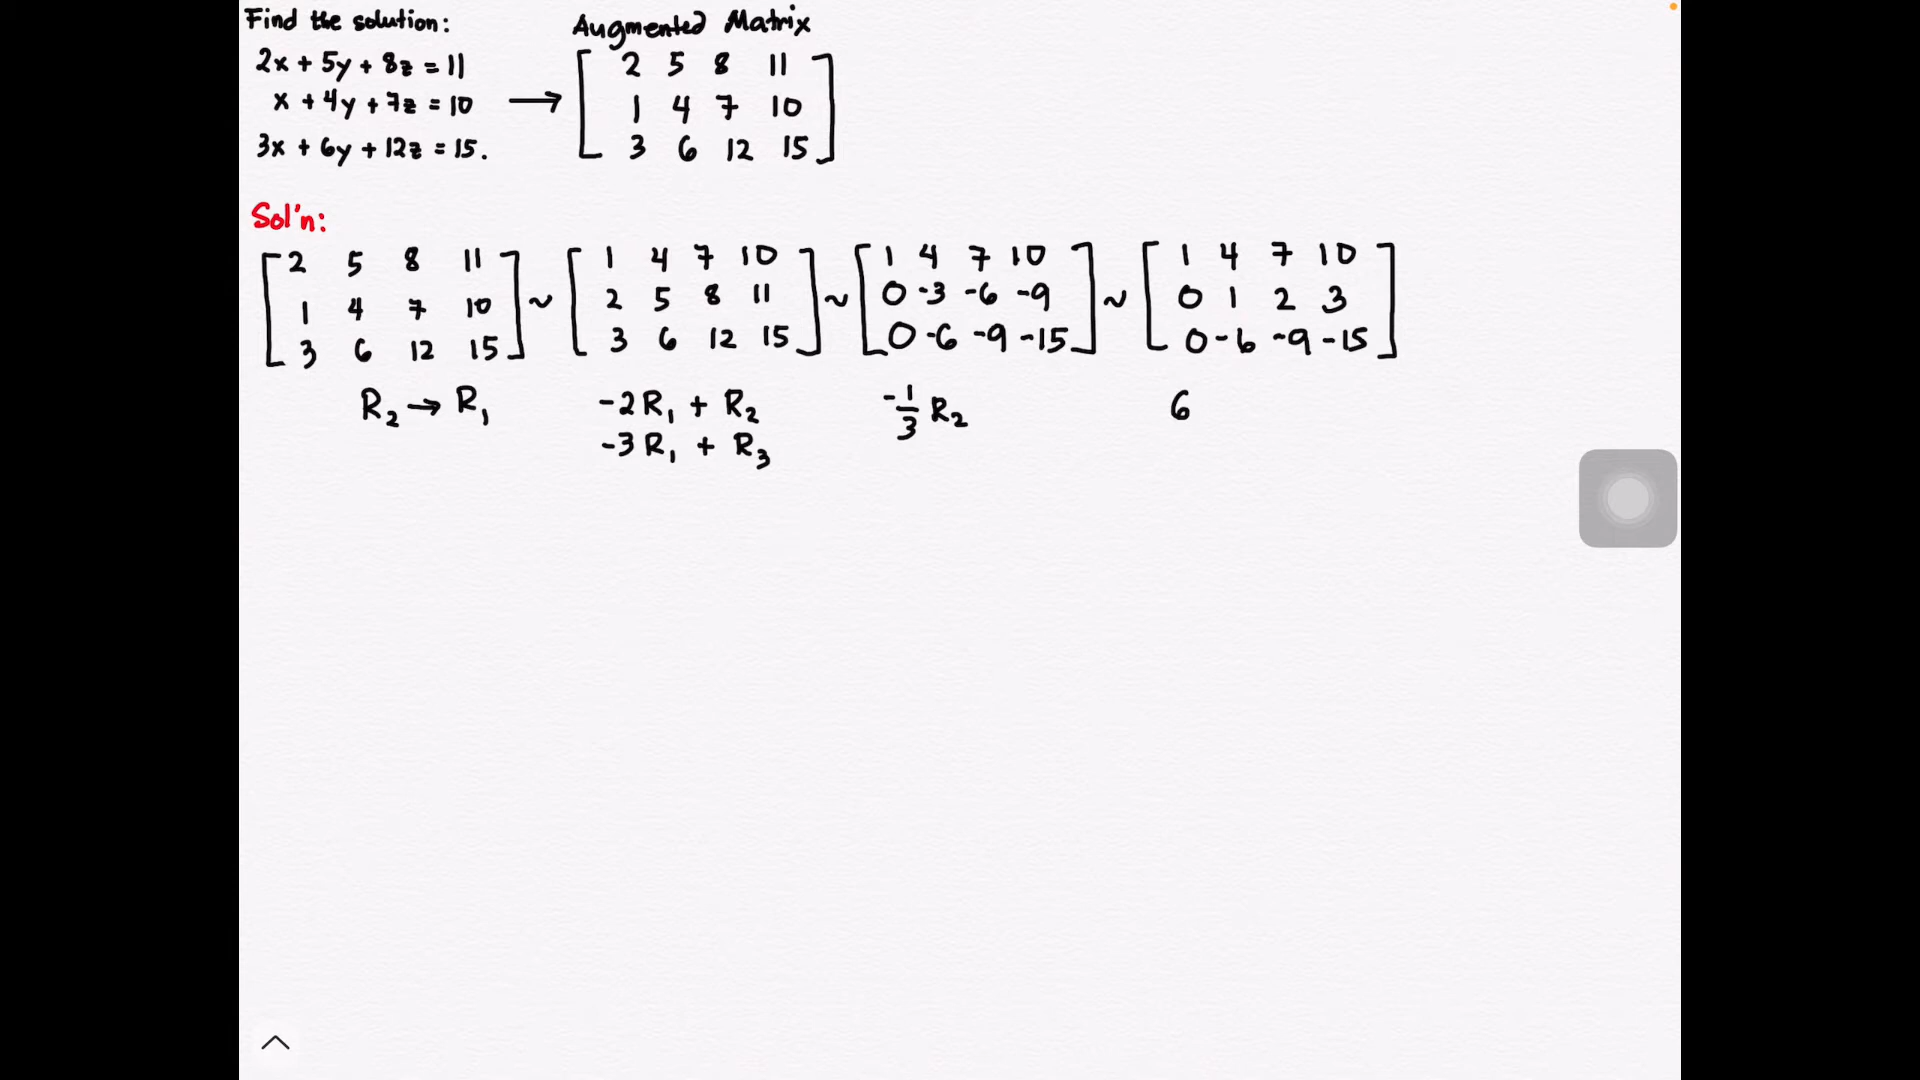 Find the solution: Augmented Matrix
2x + 5y + 8z = 11 [ 2 5 8 11
x + 4y + 7z = 10 → 1 4 7 10
3x + 6y + 12z = 15. 3 6 12 15 ]
Sol'n:
[ 2 5 8 11 ] [ 1 4 7 10 ] [ 1 4 7 10 ] [ 1 4 7 10 ]
1 4 7 10 ~ 2 5 8 11 ~ 0 -3 -6 -9 ~ 0 1 2 3
3 6 12 15 3 6 12 15 0 -6 -9 -15 0 -6 -9 -15
R₂ → R₁ -2R₁ + R₂ -1/3 R₂ 6
-3R₁ + R₃